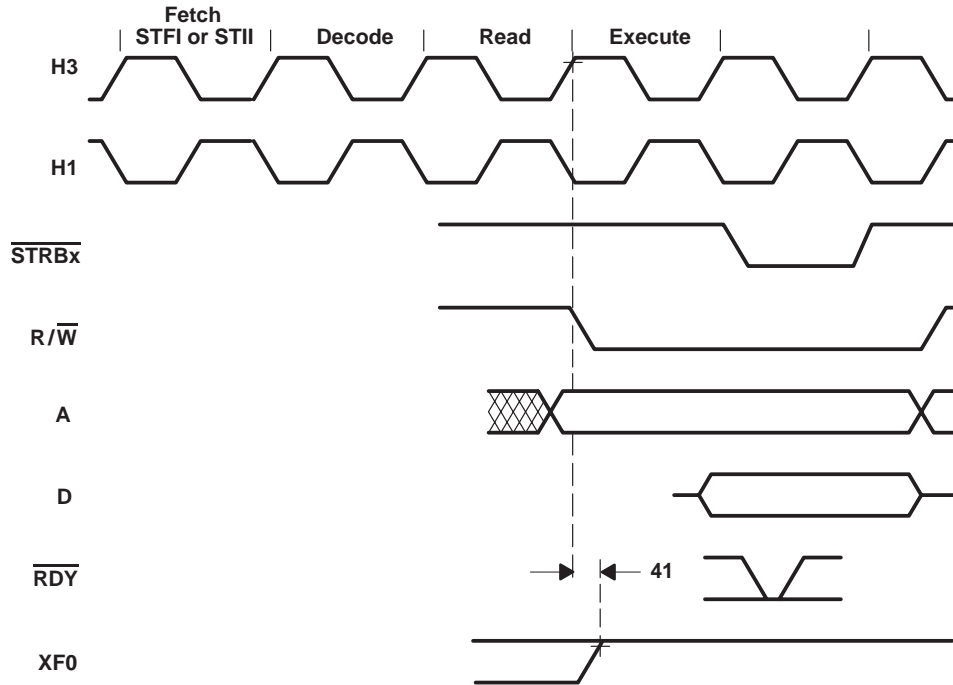 Fetch
STFI or STII
Decode
Read
Execute
H3
H1
STRBx
R/W
A
D
RDY
41
XF0